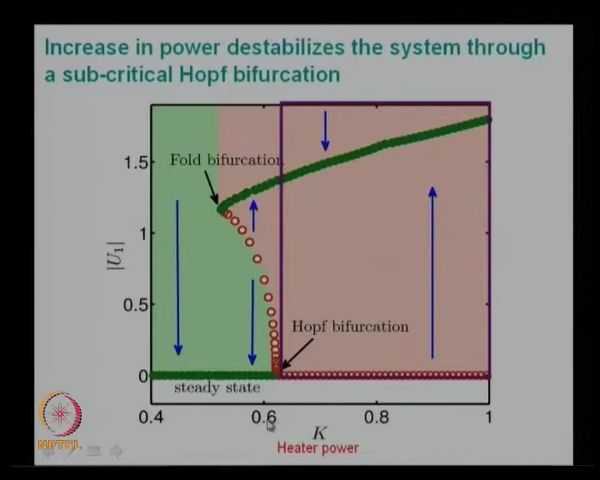 Increase in power destabilizes the system through
a sub-critical Hopf bifurcation
Fold bifurcation
Hopf bifurcation
steady state
|U₁|
1.5
1
0.5
0
0.4
0.6
0.8
1
K
Heater power
NPTEL